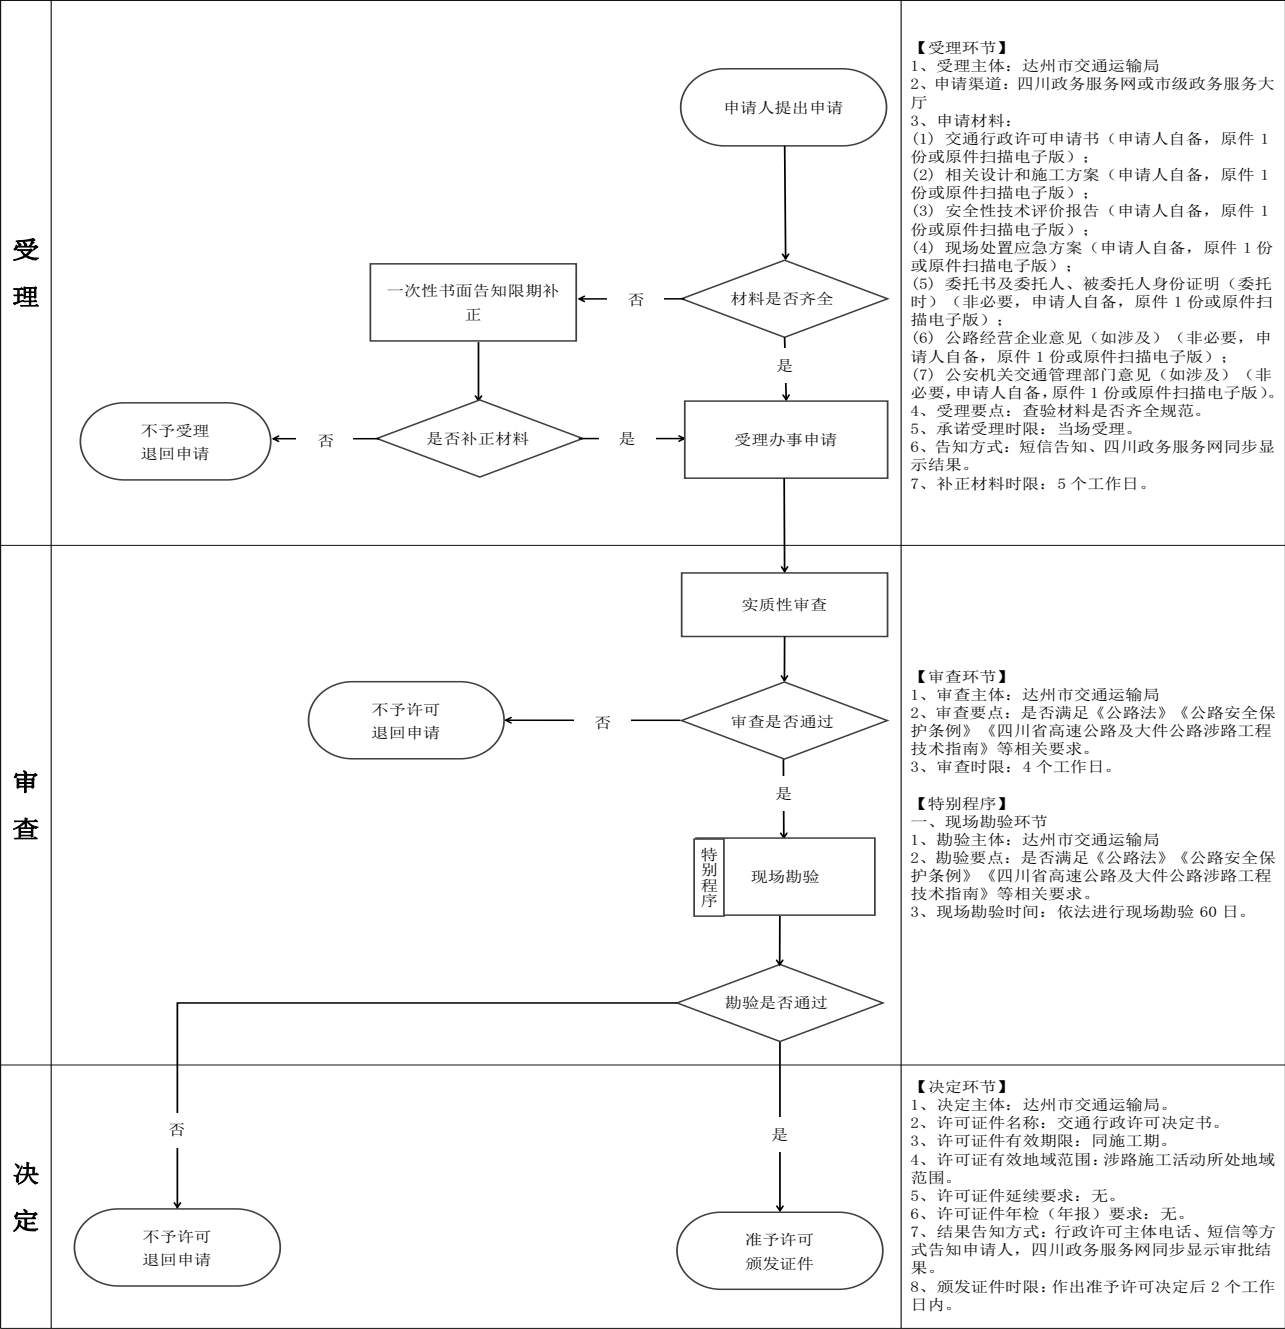 受
理
申请人提出申请
材料是否齐全
否
一次性书面告知限期补
正
是
不予受理
退回申请
否
是否补正材料
是
受理办事申请
【受理环节】
1、受理主体：达州市交通运输局
2、申请渠道：四川政务服务网或市级政务服务大
厅
3、申请材料：
(1) 交通行政许可申请书（申请人自备，原件 1
份或原件扫描电子版）；
(2) 相关设计和施工方案（申请人自备，原件 1
份或原件扫描电子版）；
(3) 安全性技术评价报告（申请人自备，原件 1
份或原件扫描电子版）；
(4) 现场处置应急方案（申请人自备，原件 1 份
或原件扫描电子版）；
(5) 委托书及委托人、被委托人身份证明（委托
时）（非必要，申请人自备，原件 1 份或原件扫
描电子版）；
(6) 公路经营企业意见（如涉及）（非必要，申
请人自备，原件 1 份或原件扫描电子版）；
(7) 公安机关交通管理部门意见（如涉及）（非
必要，申请人自备，原件 1 份或原件扫描电子版）。
4、受理要点：查验材料是否齐全规范。
5、承诺受理时限：当场受理。
6、告知方式：短信告知、四川政务服务网同步显
示结果。
7、补正材料时限：5 个工作日。
审
查
实质性审查
审查是否通过
否
不予许可
退回申请
是
特别程序
现场勘验
勘验是否通过
【审查环节】
1、审查主体：达州市交通运输局
2、审查要点：是否满足《公路法》《公路安全保
护条例》《四川省高速公路及大件公路涉路工程
技术指南》等相关要求。
3、审查时限：4 个工作日。
【特别程序】
一、现场勘验环节
1、勘验主体：达州市交通运输局
2、勘验要点：是否满足《公路法》《公路安全保
护条例》《四川省高速公路及大件公路涉路工程
技术指南》等相关要求。
3、现场勘验时间：依法进行现场勘验 60 日。
决
定
否
是
不予许可
退回申请
准予许可
颁发证件
【决定环节】
1、决定主体：达州市交通运输局。
2、许可证件名称：交通行政许可决定书。
3、许可证件有效期限：同施工期。
4、许可证有效地域范围：涉路施工活动所处地域
范围。
5、许可证件延续要求：无。
6、许可证件年检（年报）要求：无。
7、结果告知方式：行政许可主体电话、短信等方
式告知申请人，四川政务服务网同步显示审批结
果。
8、颁发证件时限：作出准予许可决定后 2 个工作
日内。